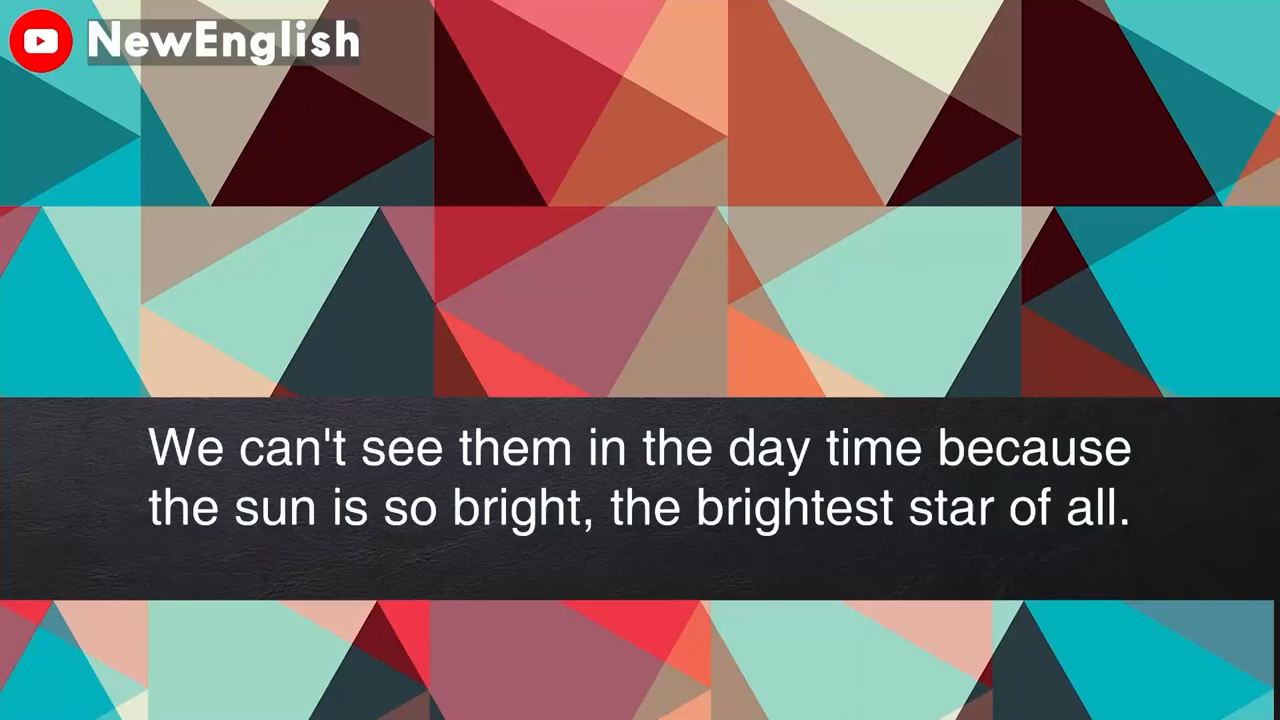 NewEnglish
We can't see them in the day time because
the sun is so bright, the brightest star of all.